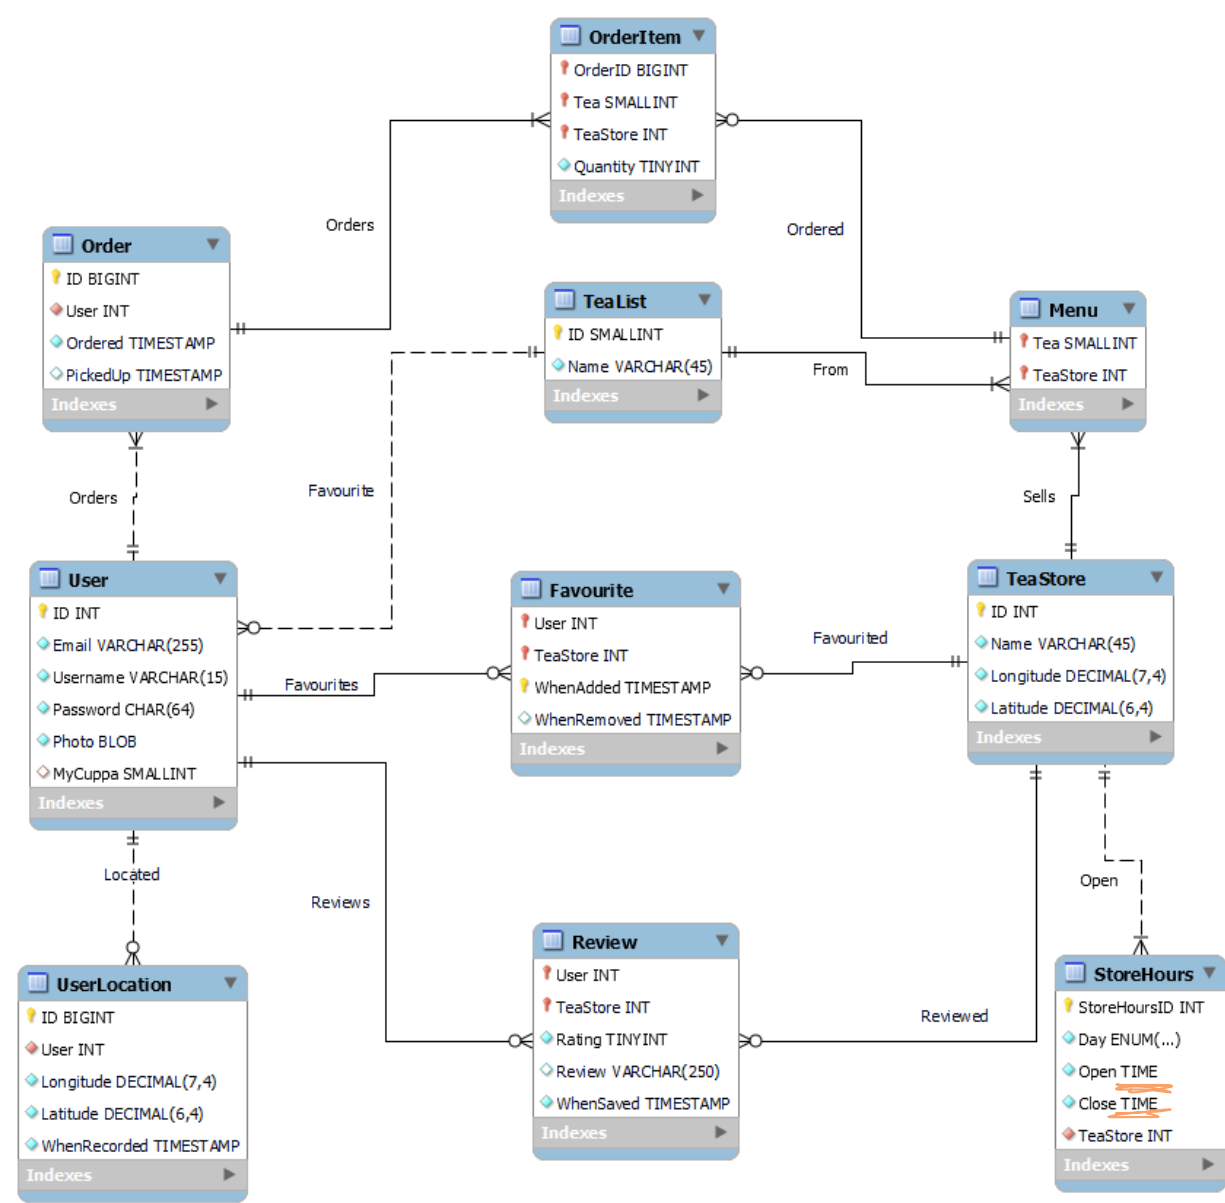 OrderItem
OrderID BIGINT
Tea SMALLINT
TeaStore INT
Quantity TINYINT
Indexes
Orders
Ordered
Order
ID BIGINT
User INT
Ordered TIMESTAMP
PickedUp TIMESTAMP
Indexes
TeaList
ID SMALLINT
Name VARCHAR(45)
Indexes
From
Menu
Tea SMALLINT
TeaStore INT
Indexes
Orders
Favourite
Sells
User
ID INT
Email VARCHAR(255)
Username VARCHAR(15)
Password CHAR(64)
Photo BLOB
MyCuppa SMALLINT
Indexes
Favourites
Favourite
User INT
TeaStore INT
WhenAdded TIMESTAMP
WhenRemoved TIMESTAMP
Indexes
Favourited
TeaStore
ID INT
Name VARCHAR(45)
Longitude DECIMAL(7,4)
Latitude DECIMAL(6,4)
Indexes
Located
Reviews
Open
UserLocation
ID BIGINT
User INT
Longitude DECIMAL(7,4)
Latitude DECIMAL(6,4)
WhenRecorded TIMESTAMP
Indexes
Review
User INT
TeaStore INT
Rating TINYINT
Review VARCHAR(250)
WhenSaved TIMESTAMP
Indexes
Reviewed
StoreHours
StoreHoursID INT
Day ENUM(...)
Open TIME
Close TIME
TeaStore INT
Indexes